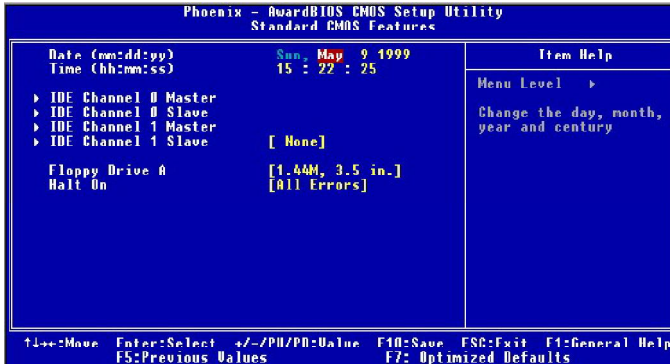 Phoenix - AwardBIOS CMOS Setup Utility
Standard CMOS Features
Date (mm:dd:yy) Sun, May 9 1999
Time (hh:mm:ss) 15 : 22 : 25
IDE Channel 0 Master
IDE Channel 0 Slave
IDE Channel 1 Master
IDE Channel 1 Slave [ None]
Floppy Drive A [1.44M, 3.5 in.]
Halt On [All Errors]
Item Help
Menu Level ▸
Change the day, month,
year and century
↑↓→←:Move Enter:Select +/-/PU/PD:Value F10:Save ESC:Exit F1:General Help
F5:Previous Values F7: Optimized Defaults